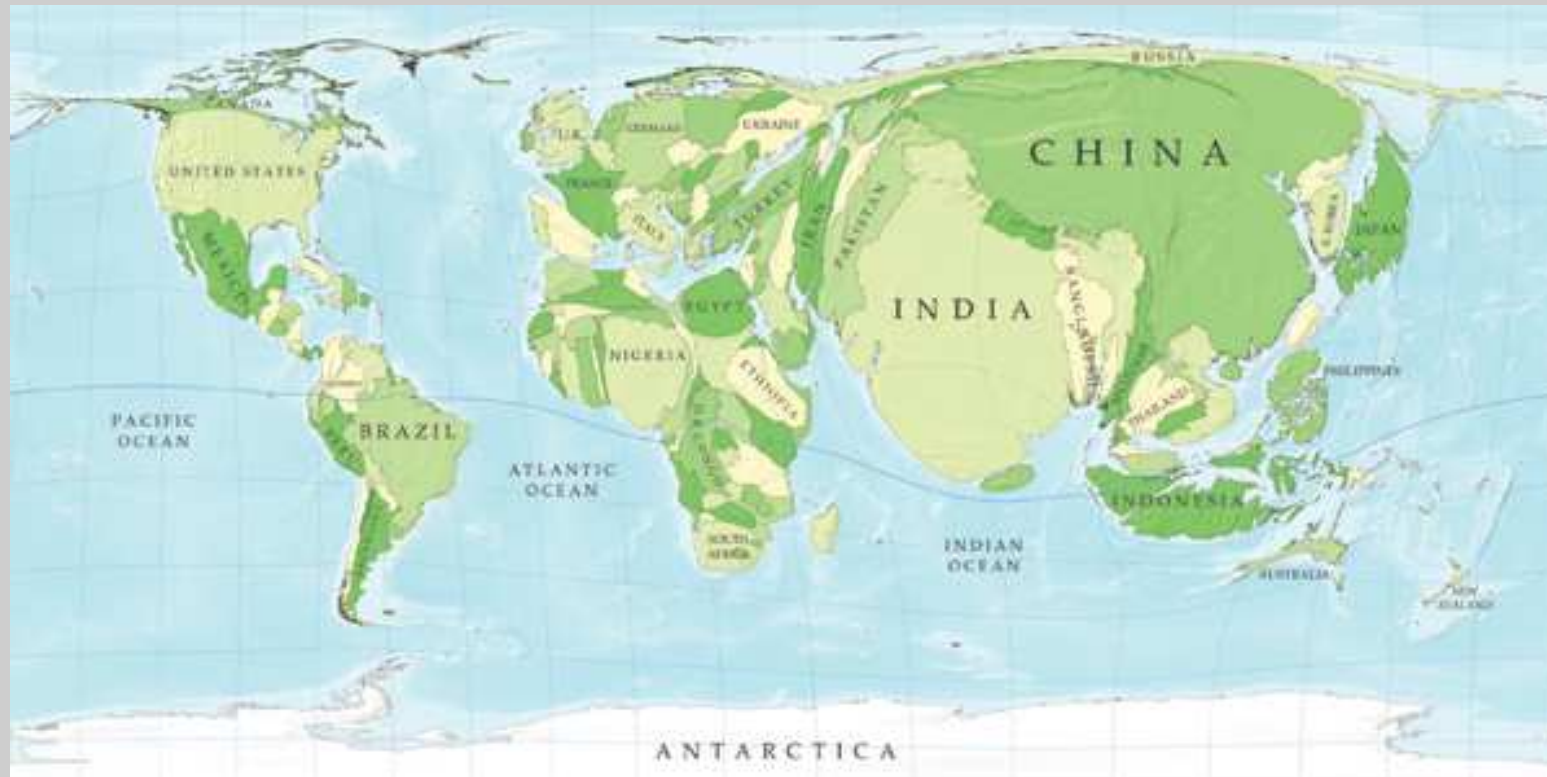 RUSSIA
CANADA
UNITED STATES
MEXICO
U.K.
GERMANY
UKRAINE
FRANCE
ITALY
TURKEY
IRAN
PAKISTAN
CHINA
JAPAN
INDIA
EGYPT
NIGERIA
ETHIOPIA
THAILAND
PHILIPPINES
BRAZIL
PERU
PACIFIC
OCEAN
ATLANTIC
OCEAN
INDIAN
OCEAN
SOUTH
AFRICA
INDONESIA
AUSTRALIA
NEW
ZEALAND
ANTARCTICA